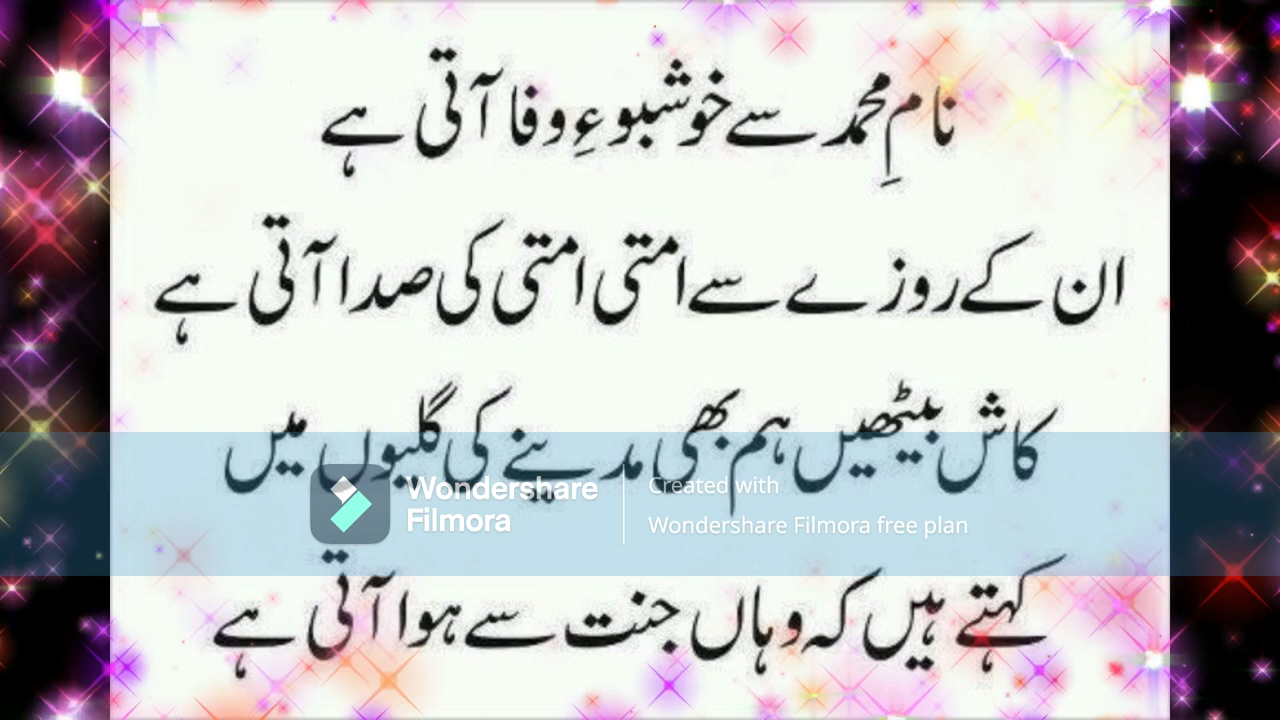 نامِ محمد سے خوشبوءِ وفا آتی ہے
ان کے روزے سے امتی امتی کی صدا آتی ہے
کاش بیٹھیں ہم بھی مدینے کی گلیوں میں
Wondershare
Filmora
Created with
Wondershare Filmora free plan
کہتے ہیں کہ وہاں جنت سے ہوا آتی ہے